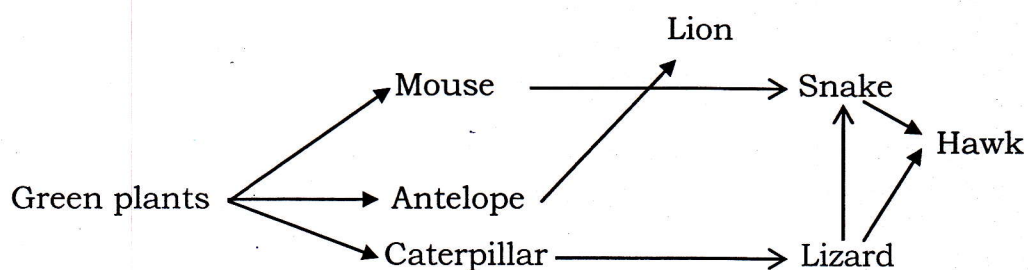 Lion
Mouse
Snake
Hawk
Green plants
Antelope
Caterpillar
Lizard